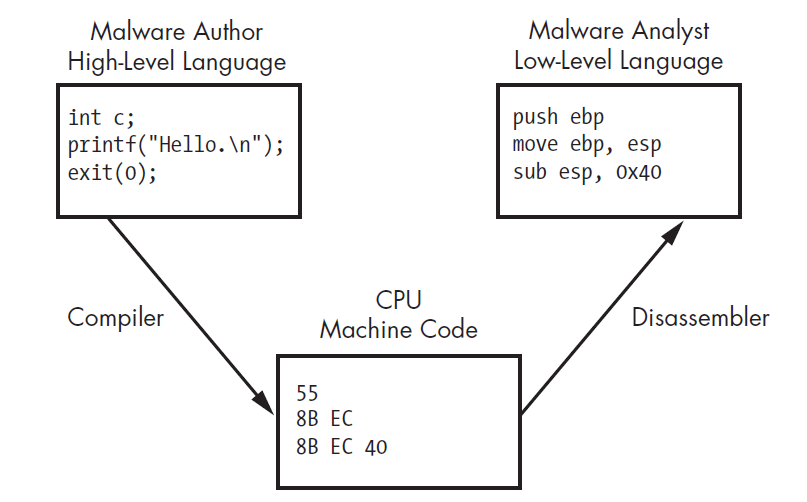 Malware Author
High-Level Language
int c;
printf("Hello.\n");
exit(0);
Malware Analyst
Low-Level Language
push ebp
move ebp, esp
sub esp, 0x40
Compiler
CPU
Machine Code
Disassembler
55
8B EC
8B EC 40